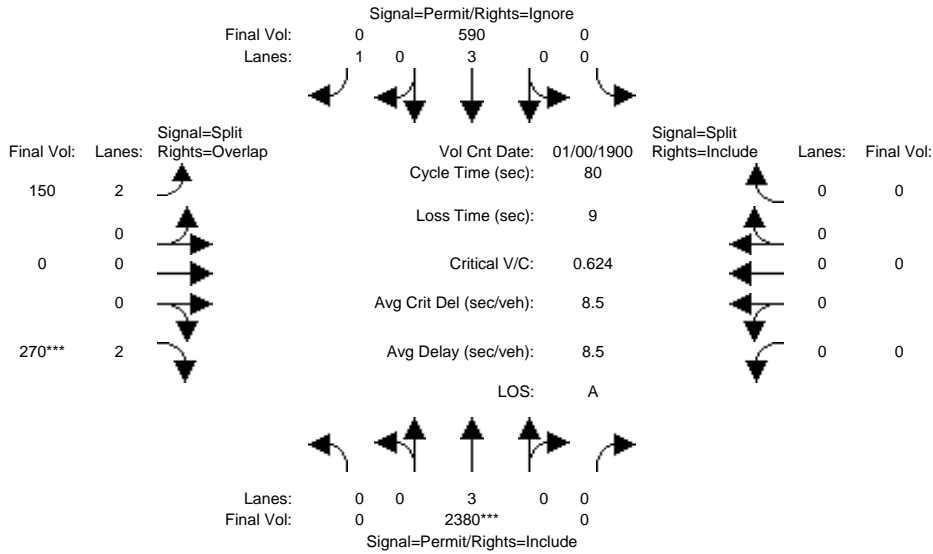 Signal=Permit/Rights=Ignore
Final Vol: 0 590 0
Lanes: 1 0 3 0 0
Signal=Split Signal=Split
Final Vol: Lanes: Rights=Overlap Vol Cnt Date: 01/00/1900 Rights=Include Lanes: Final Vol:
Cycle Time (sec): 80
150 2 0 0
Loss Time (sec): 9
0 0
0 0 Critical V/C: 0.624 0 0
0 Avg Crit Del (sec/veh): 8.5 0
270*** 2 Avg Delay (sec/veh): 8.5 0 0
LOS: A
Lanes: 0 0 3 0 0
Final Vol: 0 2380*** 0
Signal=Permit/Rights=Include